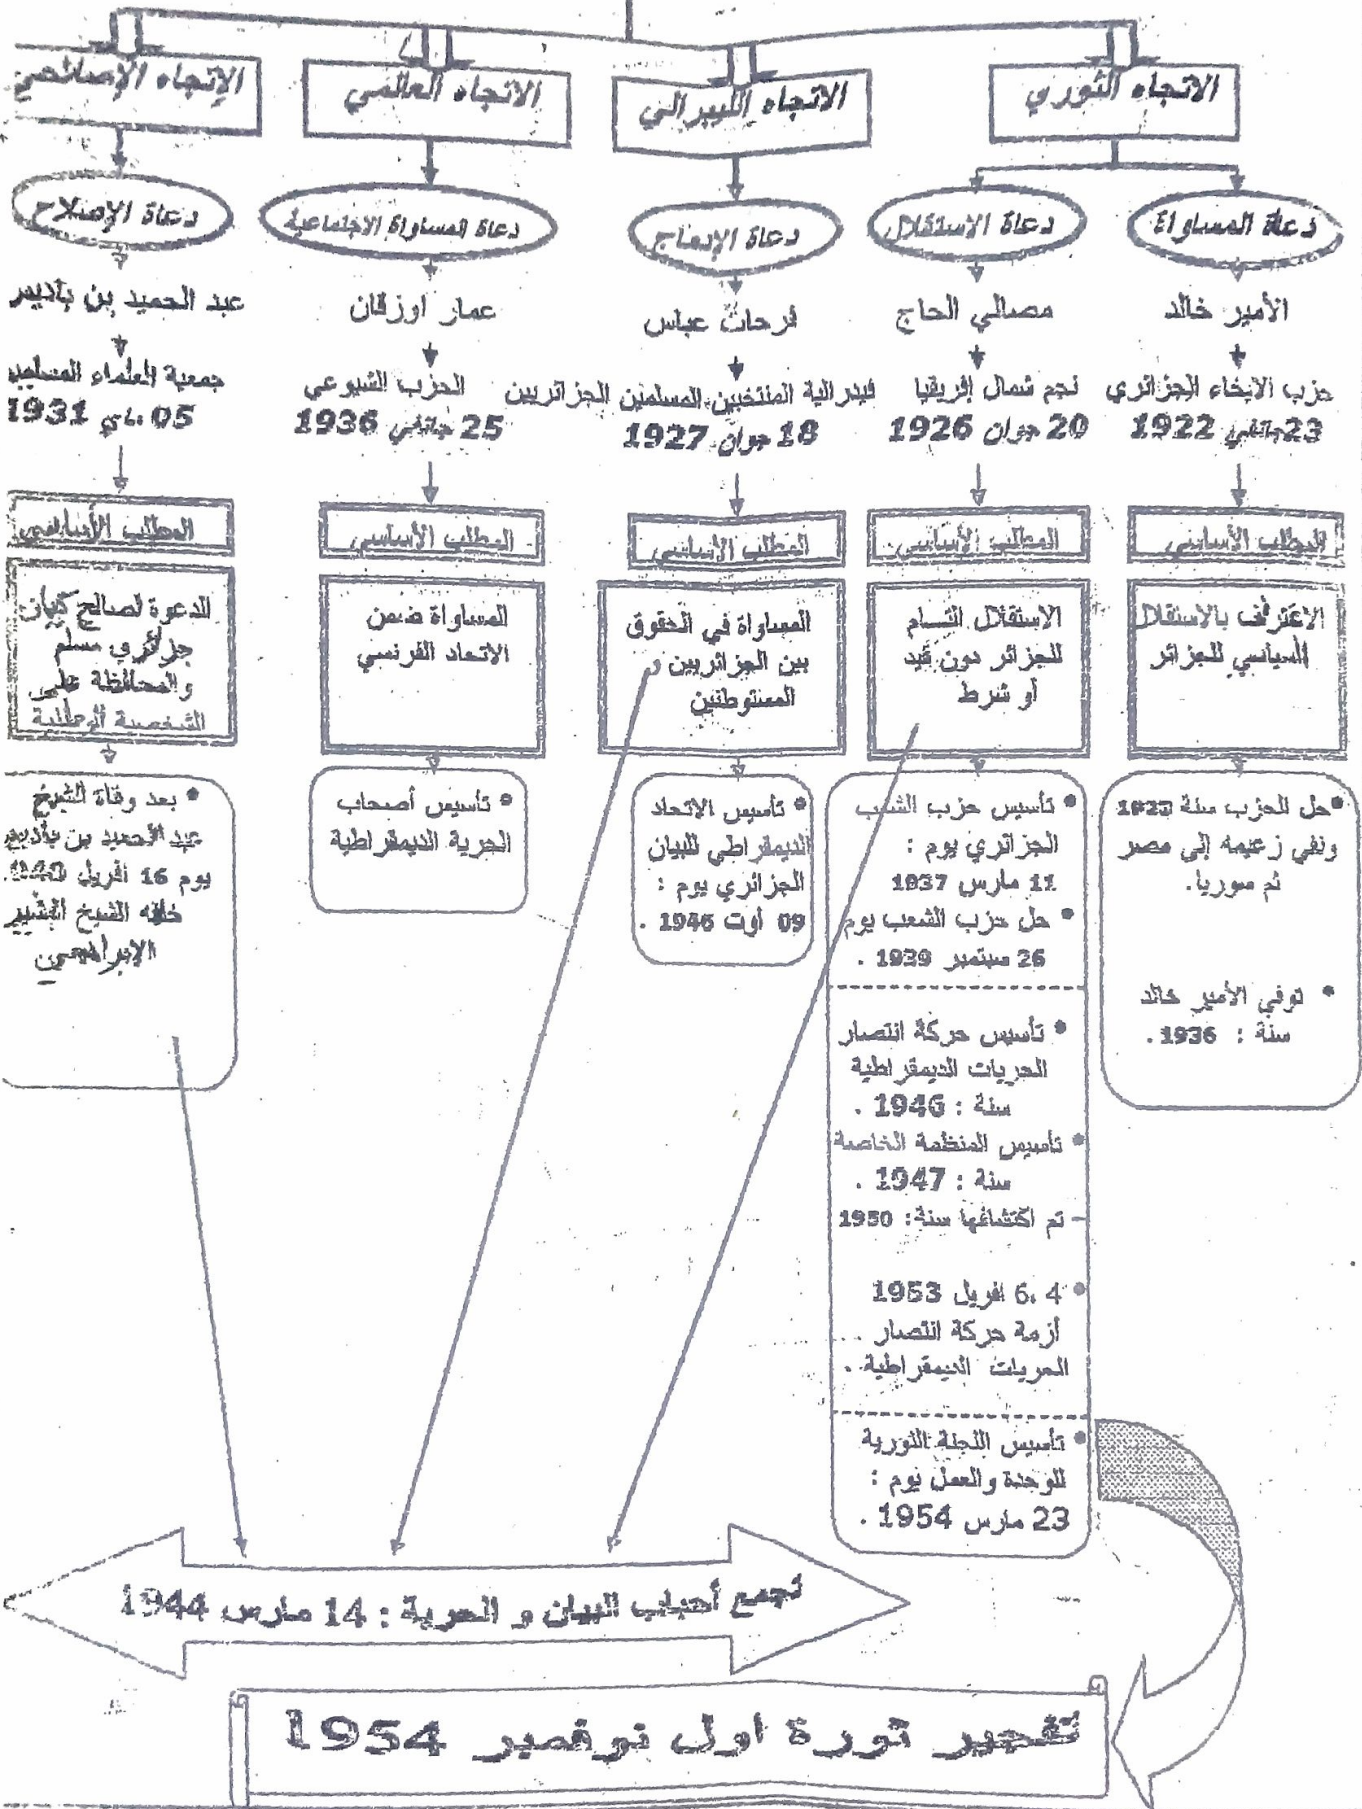 الاتجاه الثوري
الاتجاه الليبرالي
الاتجاه العالمي
الإتجاه الإصلاحي
دعاة المساواة
دعاة الاستقلال
دعاة الإدماج
دعاة المساواة الاجتماعية
دعاة الإصلاح
الأمير خالد
مصالي الحاج
فرحات عباس
عمار اوزقان
عبد الحميد بن باديس
حزب الإخاء الجزائري
23 جانفي 1922
نجم شمال إفريقيا
20 جوان 1926
فيدرالية المنتخبين المسلمين الجزائريين
18 جوان 1927
الحزب الشيوعي
25 جانفي 1936
جمعية العلماء المسلمين
05 ماي 1931
المطلب الأساسي
المطلب الأساسي
المطلب الأساسي
المطلب الأساسي
المطلب الأساسي
الاعتراف بالاستقلال
السياسي للجزائر
الاستقلال التام
للجزائر دون قيد
أو شرط
المساواة في الحقوق
بين الجزائريين و
المستوطنين
المساواة ضمن
الاتحاد الفرنسي
الدعوة لصالح كيان
جزائري مسلم
والمحافظة على
الشخصية الوطنية
• حل الحزب سنة 1923
ونفي زعيمه إلى مصر
ثم سوريا.
• توفي الأمير خالد
سنة : 1936 .
• تأسيس حزب الشعب
الجزائري يوم :
11 مارس 1937
• حل حزب الشعب يوم
26 سبتمبر 1939 .
• تأسيس حركة انتصار
الحريات الديمقراطية
سنة : 1946 .
• تأسيس المنظمة الخاصة
سنة : 1947 .
- تم اكتشافها سنة: 1950
• 4، 6 افريل 1953
أزمة حركة انتصار
الحريات الديمقراطية .
• تأسيس اللجنة الثورية
للوحدة والعمل يوم :
23 مارس 1954 .
• تأسيس الاتحاد
الديمقراطي للبيان
الجزائري يوم :
09 أوت 1946 .
• تأسيس أصحاب
الحرية الديمقراطية
• بعد وفاة الشيخ
عبد الحميد بن باديس
يوم 16 أفريل 1940.
خلفه الشيخ البشير
الإبراهيمي
تجمع أحباب البيان و الحرية : 14 مارس 1944
تفجير ثورة اول نوفمبر 1954